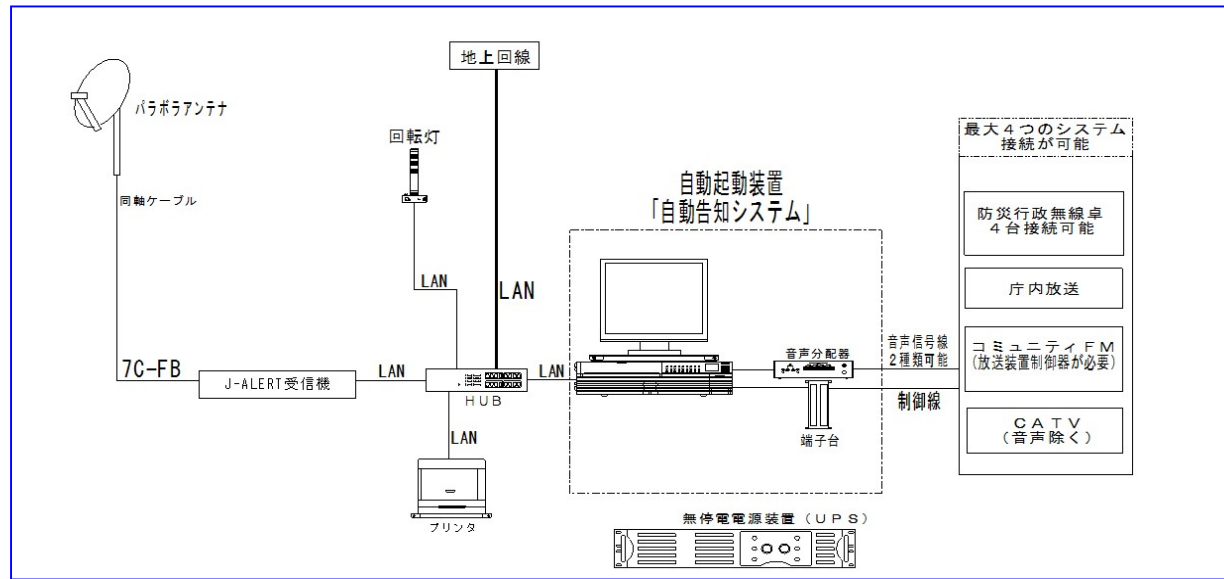 地上回線
パラボラアンテナ
回転灯
同軸ケーブル
LAN
LAN
7C-FB
J-ALERT受信機
LAN
HUB
LAN
LAN
プリンタ
自動起動装置
「自動告知システム」
音声分配器
端子台
音声信号線
2種類可能
制御線
最大4つのシステム
接続が可能
防災行政無線卓
4台接続可能
庁内放送
コミュニティFM
(放送装置制御器が必要)
CATV
(音声除く)
無停電電源装置(UPS)